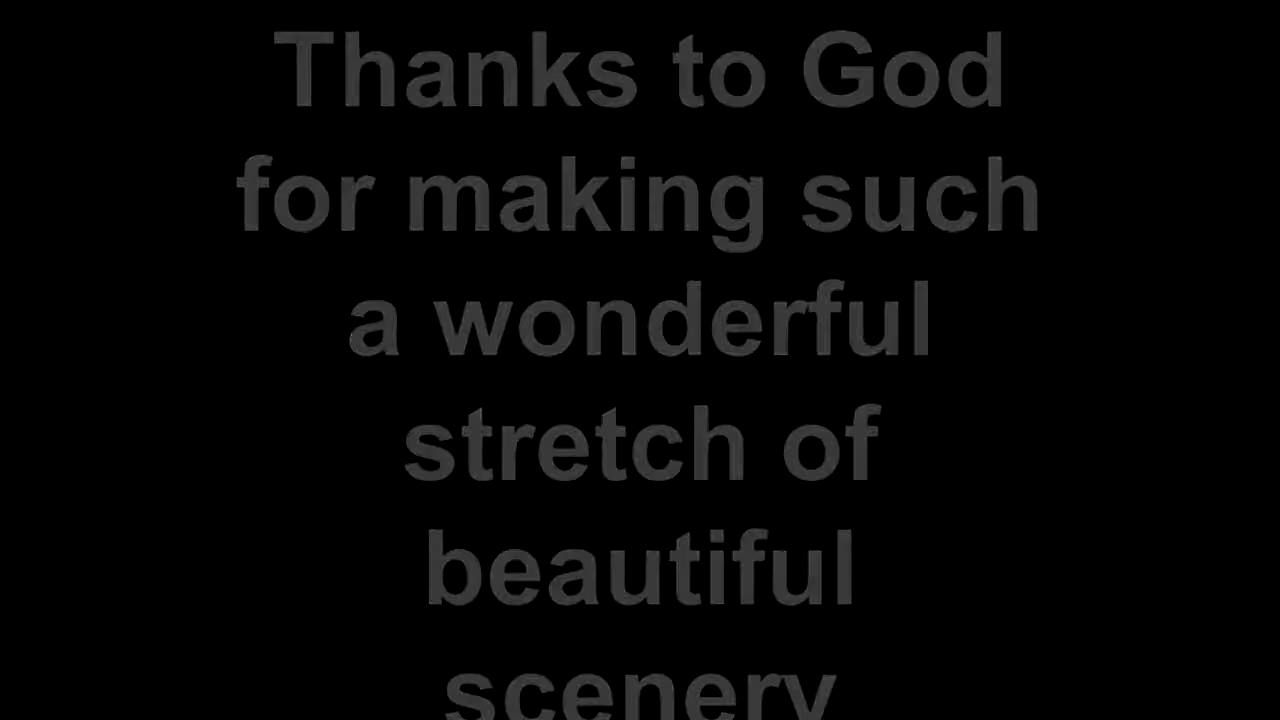 Thanks to God
for making such
a wonderful
stretch of
beautiful
scenery